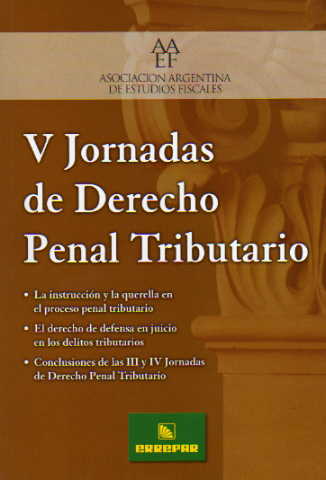 AA
EF
ASOCIACION ARGENTINA
DE ESTUDIOS FISCALES
V Jornadas
de Derecho
Penal Tributario
• La instrucción y la querella en
el proceso penal tributario
• El derecho de defensa en juicio
en los delitos tributarios
• Conclusiones de las III y IV Jornadas
de Derecho Penal Tributario
ERREPAR